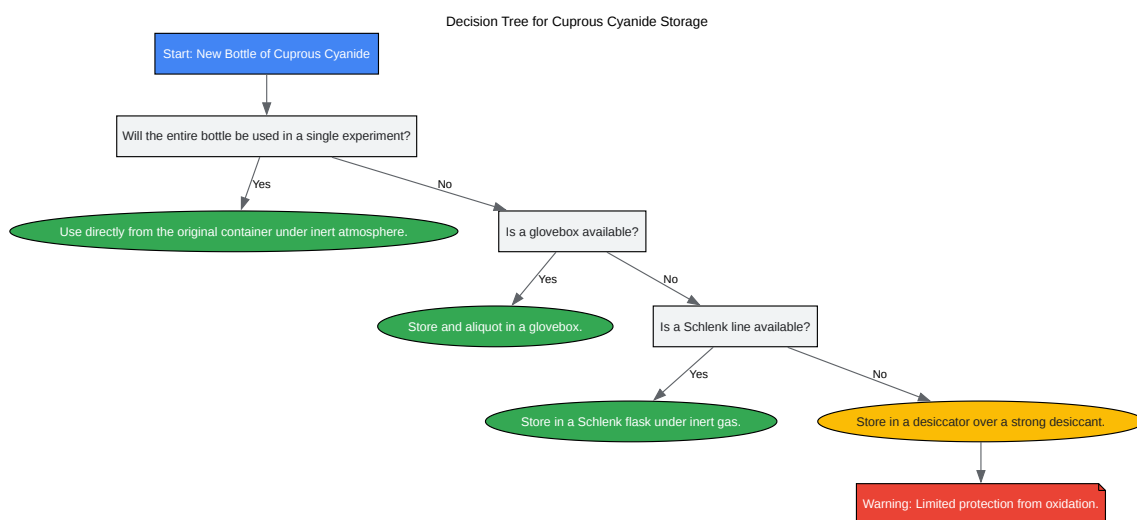 Decision Tree for Cuprous Cyanide Storage
Start: New Bottle of Cuprous Cyanide
Will the entire bottle be used in a single experiment?
Yes
No
Use directly from the original container under inert atmosphere.
Is a glovebox available?
Yes
No
Store and aliquot in a glovebox.
Is a Schlenk line available?
Yes
No
Store in a Schlenk flask under inert gas.
Store in a desiccator over a strong desiccant.
Warning: Limited protection from oxidation.